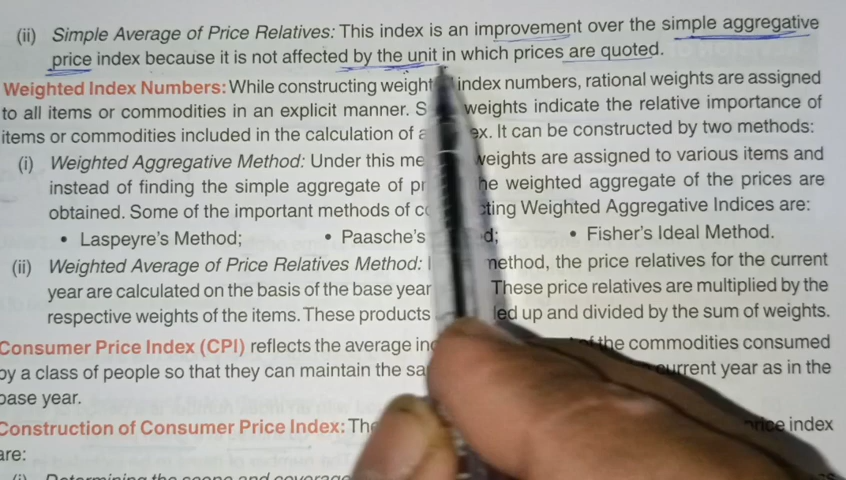 (ii) Simple Average of Price Relatives: This index is an improvement over the simple aggregative
price index because it is not affected by the unit in which prices are quoted.
Weighted Index Numbers: While constructing weight index numbers, rational weights are assigned
to all items or commodities in an explicit manner. S weights indicate the relative importance of
items or commodities included in the calculation of a ex. It can be constructed by two methods:
(i) Weighted Aggregative Method: Under this me weights are assigned to various items and
instead of finding the simple aggregate of pr he weighted aggregate of the prices are
obtained. Some of the important methods of c cting Weighted Aggregative Indices are:
• Laspeyre's Method; • Paasche's d; • Fisher's Ideal Method.
(ii) Weighted Average of Price Relatives Method: method, the price relatives for the current
year are calculated on the basis of the base year These price relatives are multiplied by the
respective weights of the items. These products led up and divided by the sum of weights.
Consumer Price Index (CPI) reflects the average in of the commodities consumed
by a class of people so that they can maintain the sa current year as in the
base year.
Construction of Consumer Price Index: The price index
are:
(i) Determining the scope and coverage